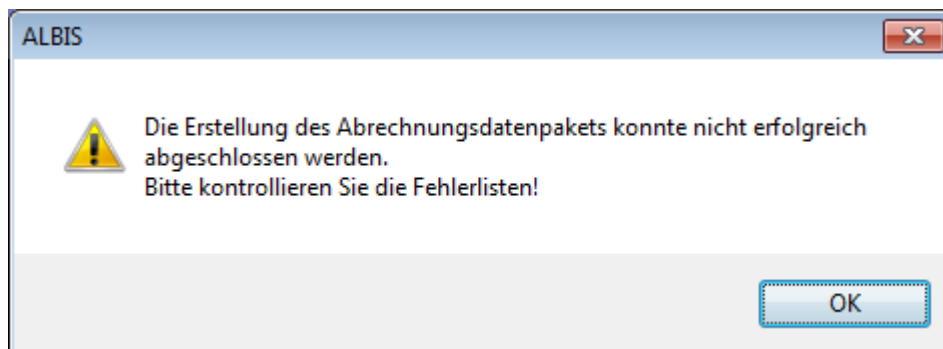 ALBIS
Die Erstellung des Abrechnungsdatenpakets konnte nicht erfolgreich
abgeschlossen werden.
Bitte kontrollieren Sie die Fehlerlisten!
OK